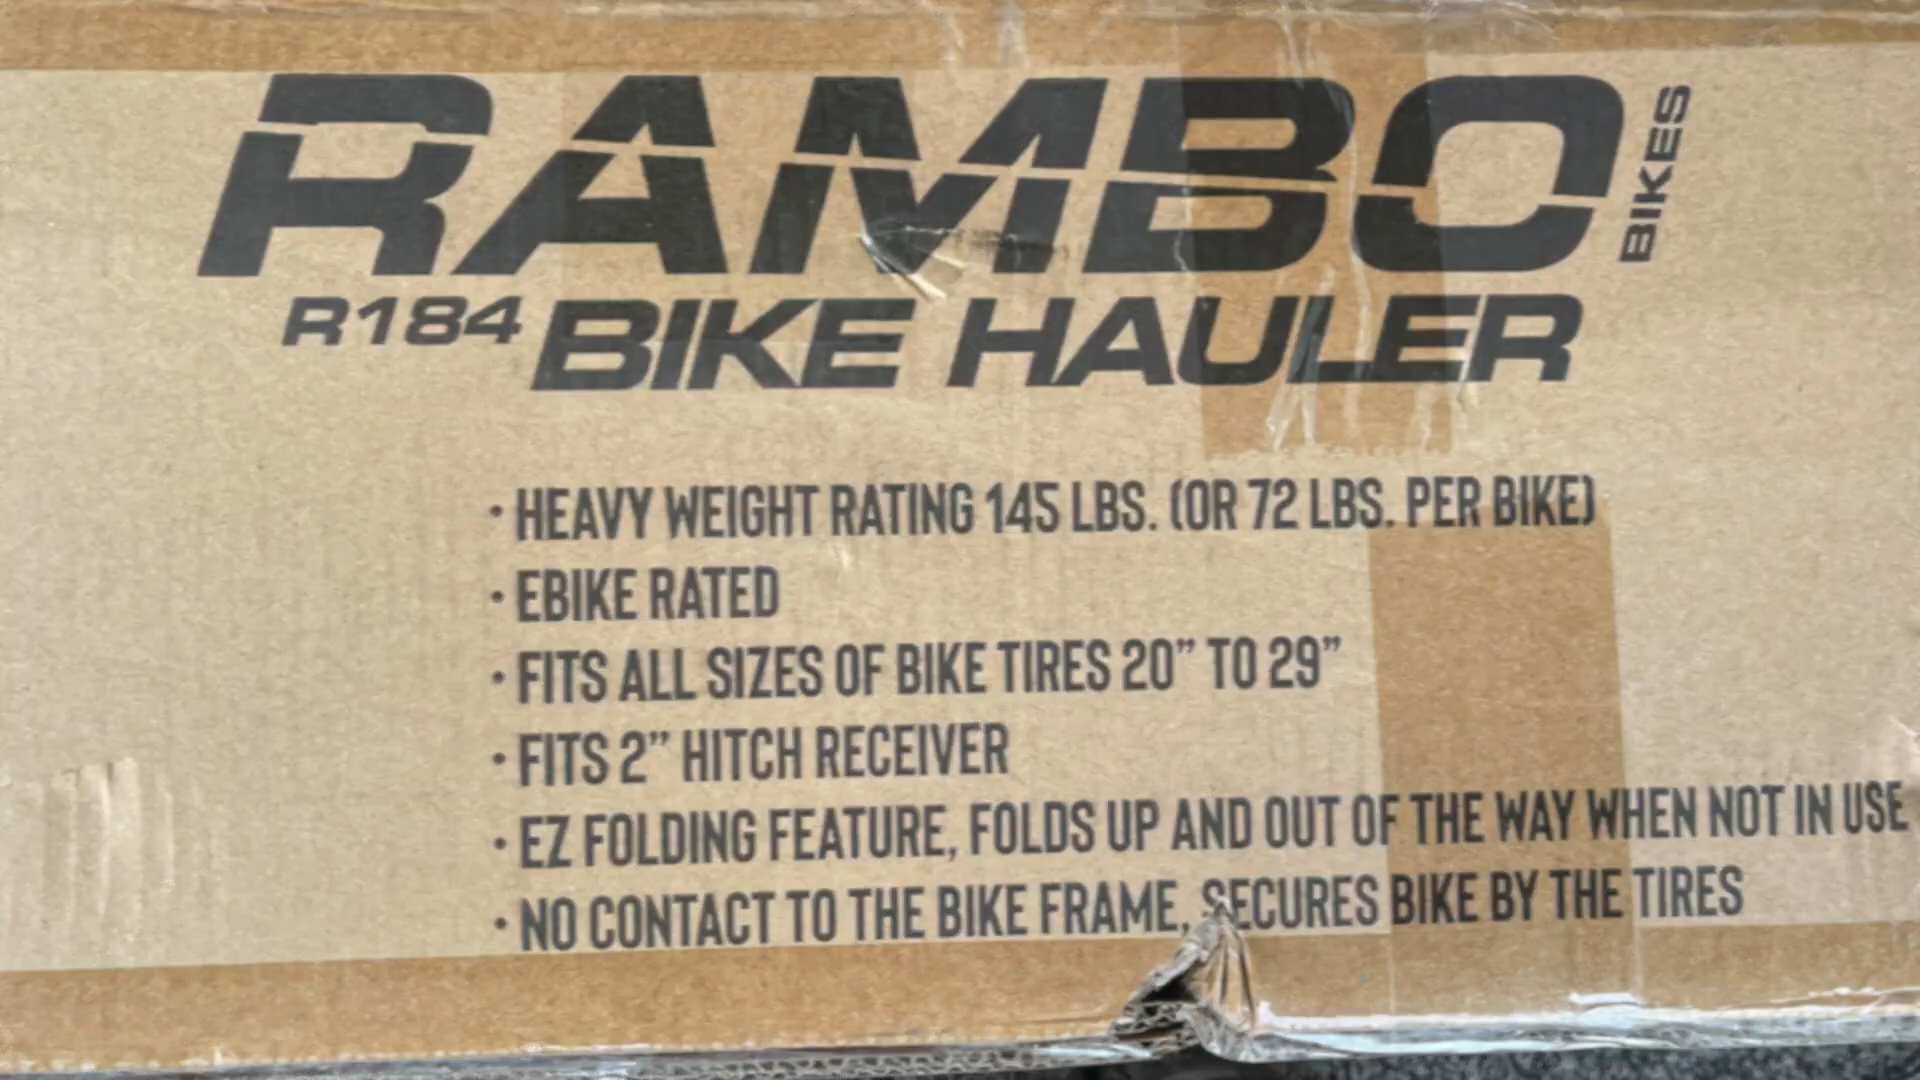 RAMBO BIKES
R184 BIKE HAULER
· HEAVY WEIGHT RATING 145 LBS. (OR 72 LBS. PER BIKE)
· EBIKE RATED
· FITS ALL SIZES OF BIKE TIRES 20” TO 29”
· FITS 2” HITCH RECEIVER
· EZ FOLDING FEATURE, FOLDS UP AND OUT OF THE WAY WHEN NOT IN USE
· NO CONTACT TO THE BIKE FRAME, SECURES BIKE BY THE TIRES